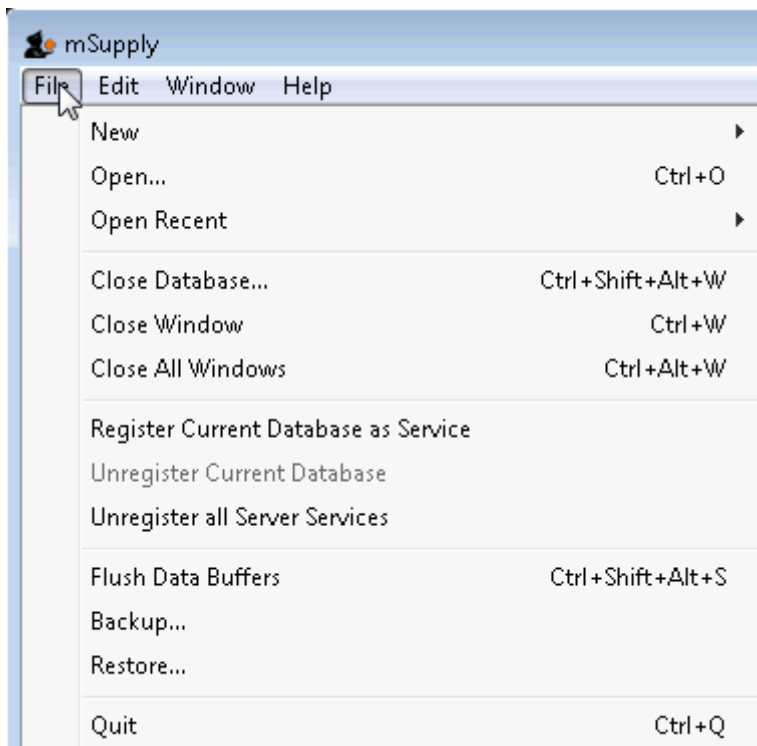 mSupply
File Edit Window Help
New
Open...  Ctrl+O
Open Recent
Close Database...  Ctrl+Shift+Alt+W
Close Window  Ctrl+W
Close All Windows  Ctrl+Alt+W
Register Current Database as Service
Unregister Current Database
Unregister all Server Services
Flush Data Buffers  Ctrl+Shift+Alt+S
Backup...
Restore...
Quit  Ctrl+Q